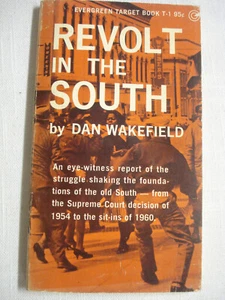 EVERGREEN TARGET BOOK T-1 95c
REVOLT
IN THE
SOUTH
by DAN WAKEFIELD
An eye-witness report of the
struggle shaking the founda-
tions of the old South — from
the Supreme Court decision of
1954 to the sit-ins of 1960.